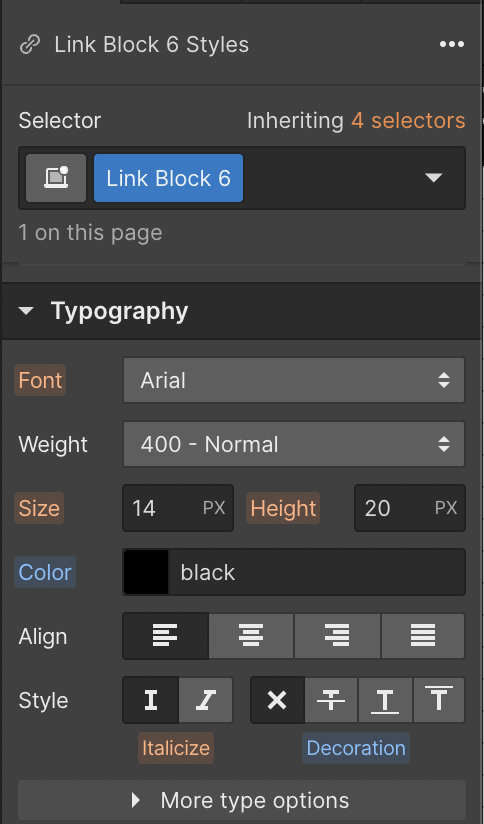 Link Block 6 Styles
Selector Inheriting 4 selectors
Link Block 6
1 on this page
Typography
Font Arial
Weight 400 - Normal
Size 14 PX Height 20 PX
Color black
Align
Style
Italicize Decoration
More type options